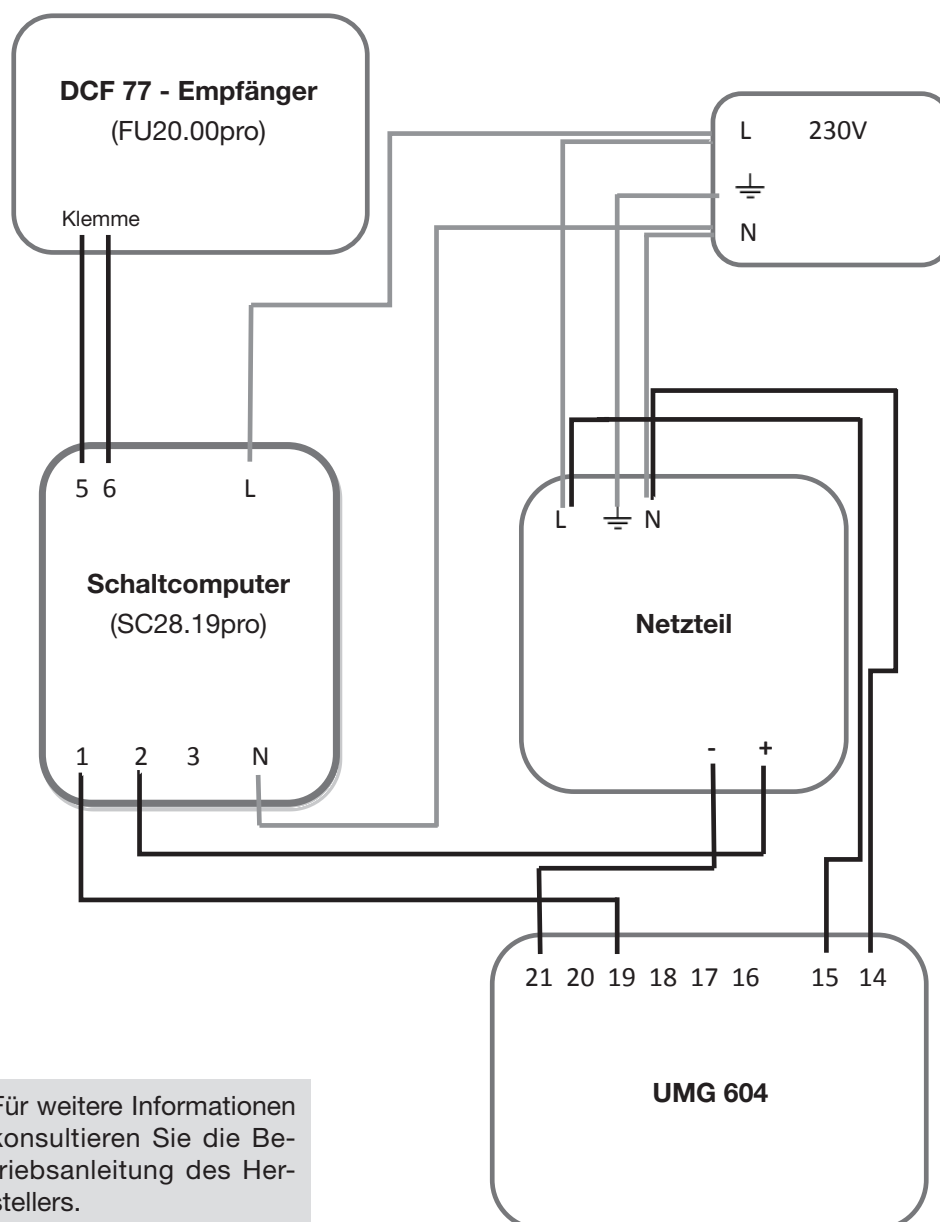 DCF 77 - Empfänger
(FU20.00pro)
Klemme
L 230V
N
5 6 L
Schaltcomputer
(SC28.19pro)
1 2 3 N
L N
Netzteil
- +
21 20 19 18 17 16 15 14
UMG 604
Für weitere Informationen
konsultieren Sie die Be-
triebsanleitung des Her-
stellers.